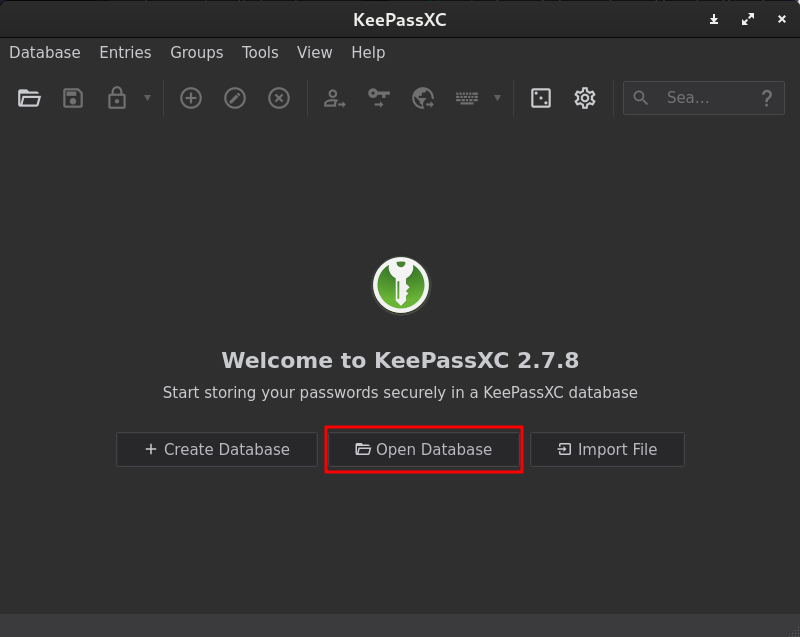 KeePassXC
Database Entries Groups Tools View Help
Sea... ?
Welcome to KeePassXC 2.7.8
Start storing your passwords securely in a KeePassXC database
+ Create Database Open Database Import File